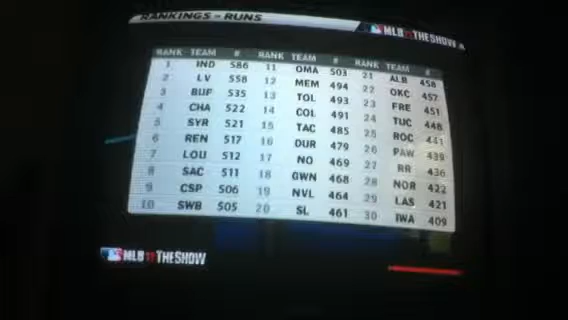 RANKINGS - RUNS
MLB 11 THE SHOW
RANK TEAM # RANK TEAM # RANK TEAM #
1 IND 586 11 OMA 503 21 ALB 458
2 LV 558 12 MEM 494 22 OKC 457
3 BUF 535 13 TOL 493 23 FRE 451
4 CHA 522 14 COL 491 24 TUC 448
5 SYR 521 15 TAC 485 25 ROC 441
6 REN 517 16 DUR 479 26 PAW 439
7 LOU 512 17 NO 469 27 RR 436
8 SAC 511 18 GWN 468 28 NOR 422
9 CSP 506 19 NVL 464 29 LAS 421
10 SWB 505 20 SL 461 30 IWA 409
MLB 11 THE SHOW